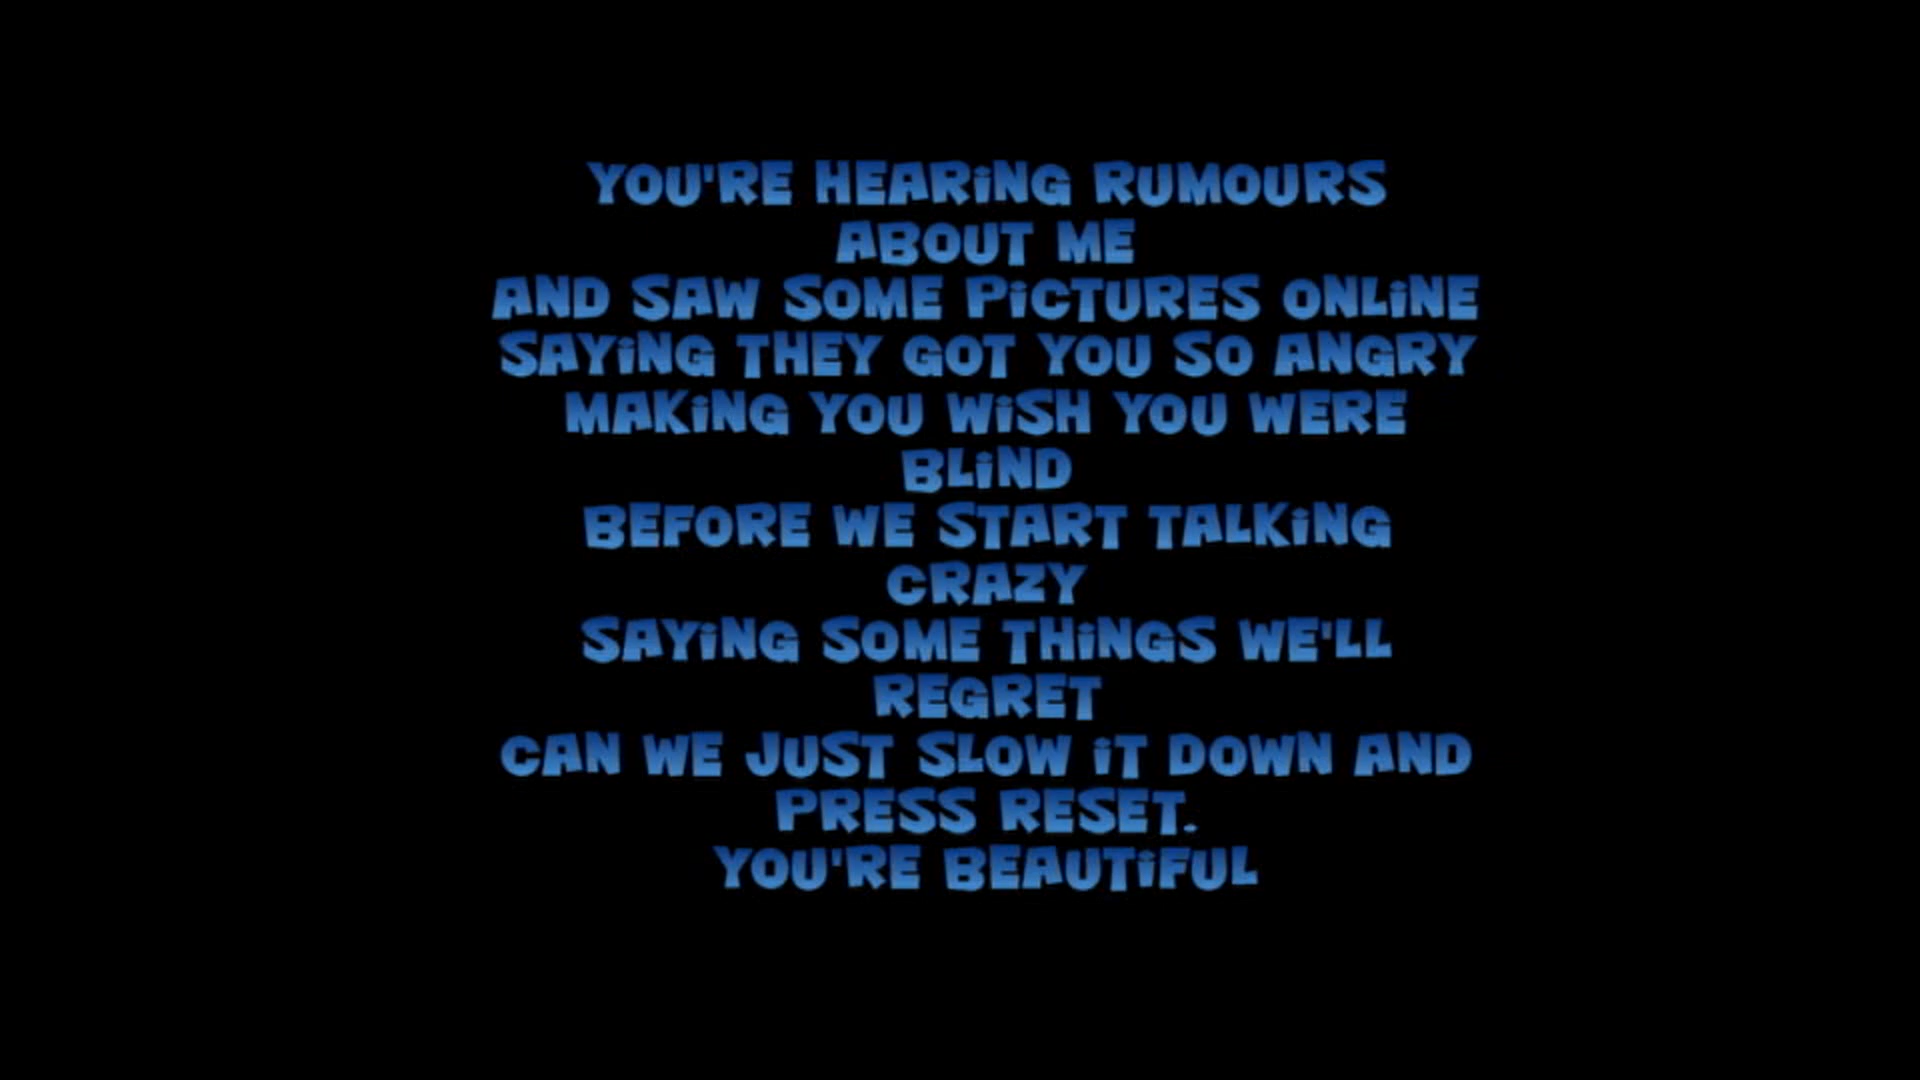 YOU'RE HEARING RUMOURS
ABOUT ME
AND SAW SOME PICTURES ONLINE
SAYING THEY GOT YOU SO ANGRY
MAKING YOU WISH YOU WERE
BLIND
BEFORE WE START TALKING
CRAZY
SAYING SOME THINGS WE'LL
REGRET
CAN WE JUST SLOW IT DOWN AND
PRESS RESET.
YOU'RE BEAUTIFUL